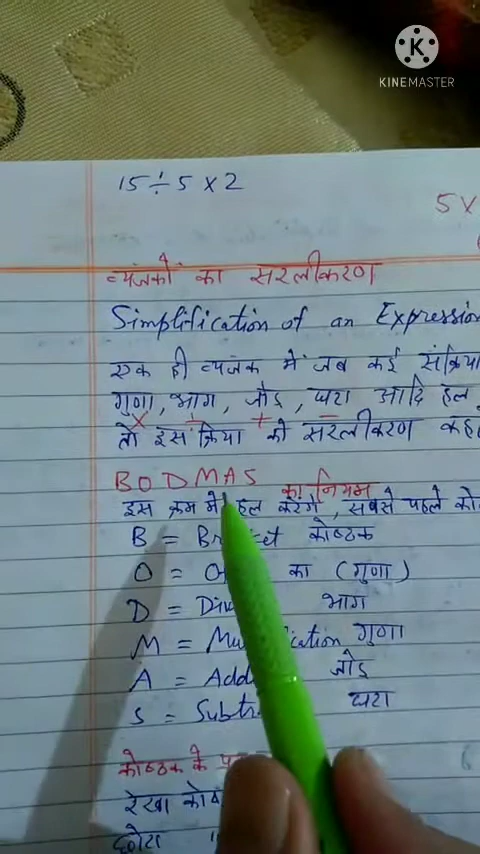 K
KINEMASTER
15 ÷ 5 x 2
5 x
व्यंजकों का सरलीकरण
Simplification of an Expression
एक ही व्यंजक में जब कई संक्रिया
गुणा, भाग, जोड़, घटा आदि हल
x ÷ + −
तो इस क्रिया को सरलीकरण कहा
BODMAS का नियम
इस क्रम में हल करेंगे, सबसे पहले को
B = Bracket कोष्ठक
O = O का (गुणा)
D = Div भाग
M = Mu ication गुणा
A = Add जोड़
S = Subtr घटा
कोष्ठक के
रेखा को
छोटा "